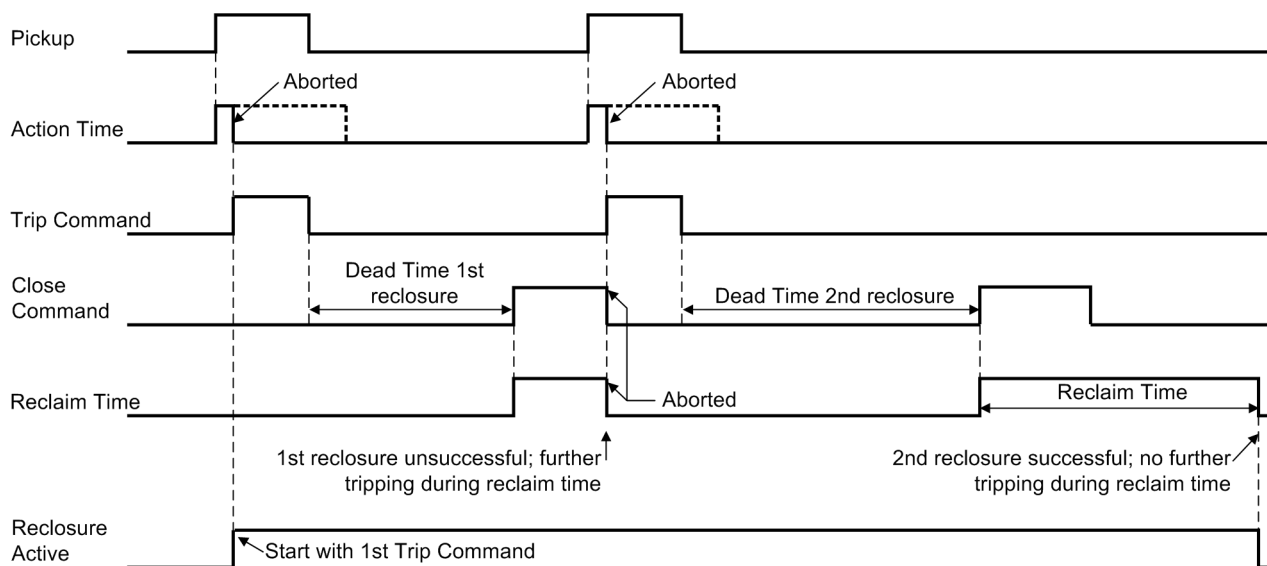 Pickup
Aborted
Aborted
Action Time
Trip Command
Close
Command
Dead Time 1st
reclosure
Dead Time 2nd reclosure
Reclaim Time
Aborted
Reclaim Time
1st reclosure unsuccessful; further
tripping during reclaim time
2nd reclosure successful; no further
tripping during reclaim time
Reclosure
Active
Start with 1st Trip Command